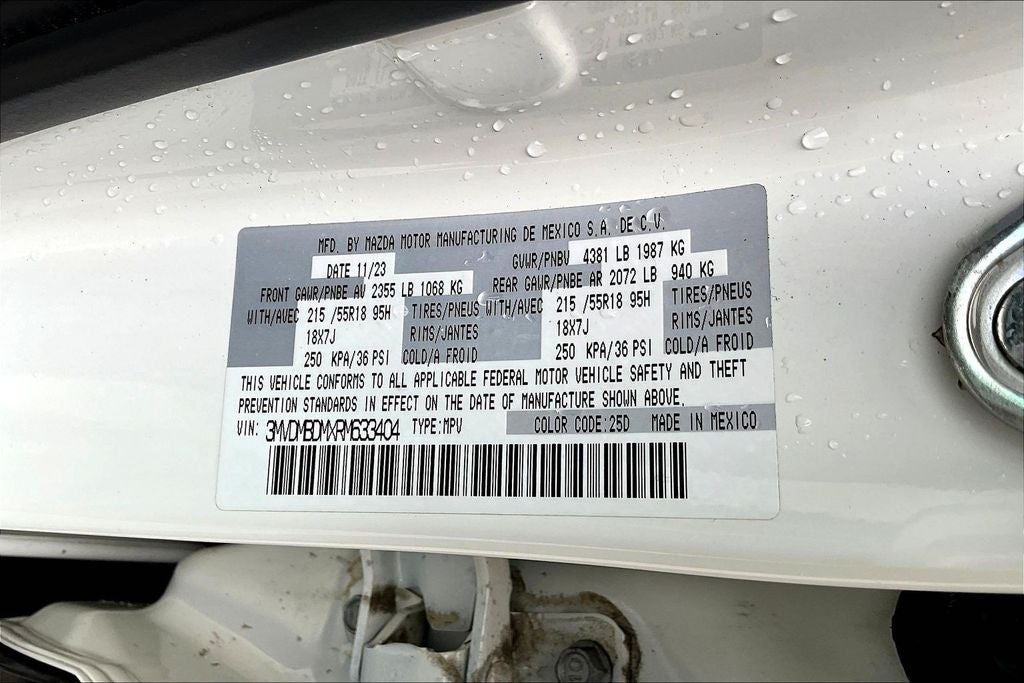 MFD. BY MAZDA MOTOR MANUFACTURING DE MEXICO S.A. DE C.V.
DATE 11/23 GVWR/PNBV 4381 LB 1987 KG
FRONT GAWR/PNBE AV 2355 LB 1068 KG REAR GAWR/PNBE AR 2072 LB 940 KG
WITH/AVEC 215 /55R18 95H TIRES/PNEUS WITH/AVEC 215 /55R18 95H TIRES/PNEUS
18X7J RIMS/JANTES 18X7J RIMS/JANTES
250 KPA/36 PSI COLD/A FROID 250 KPA/36 PSI COLD/A FROID
THIS VEHICLE CONFORMS TO ALL APPLICABLE FEDERAL MOTOR VEHICLE SAFETY AND THEFT
PREVENTION STANDARDS IN EFFECT ON THE DATE OF MANUFACTURE SHOWN ABOVE.
VIN: 3MVDMBDMXRM633404 TYPE:MPV COLOR CODE:25D MADE IN MEXICO